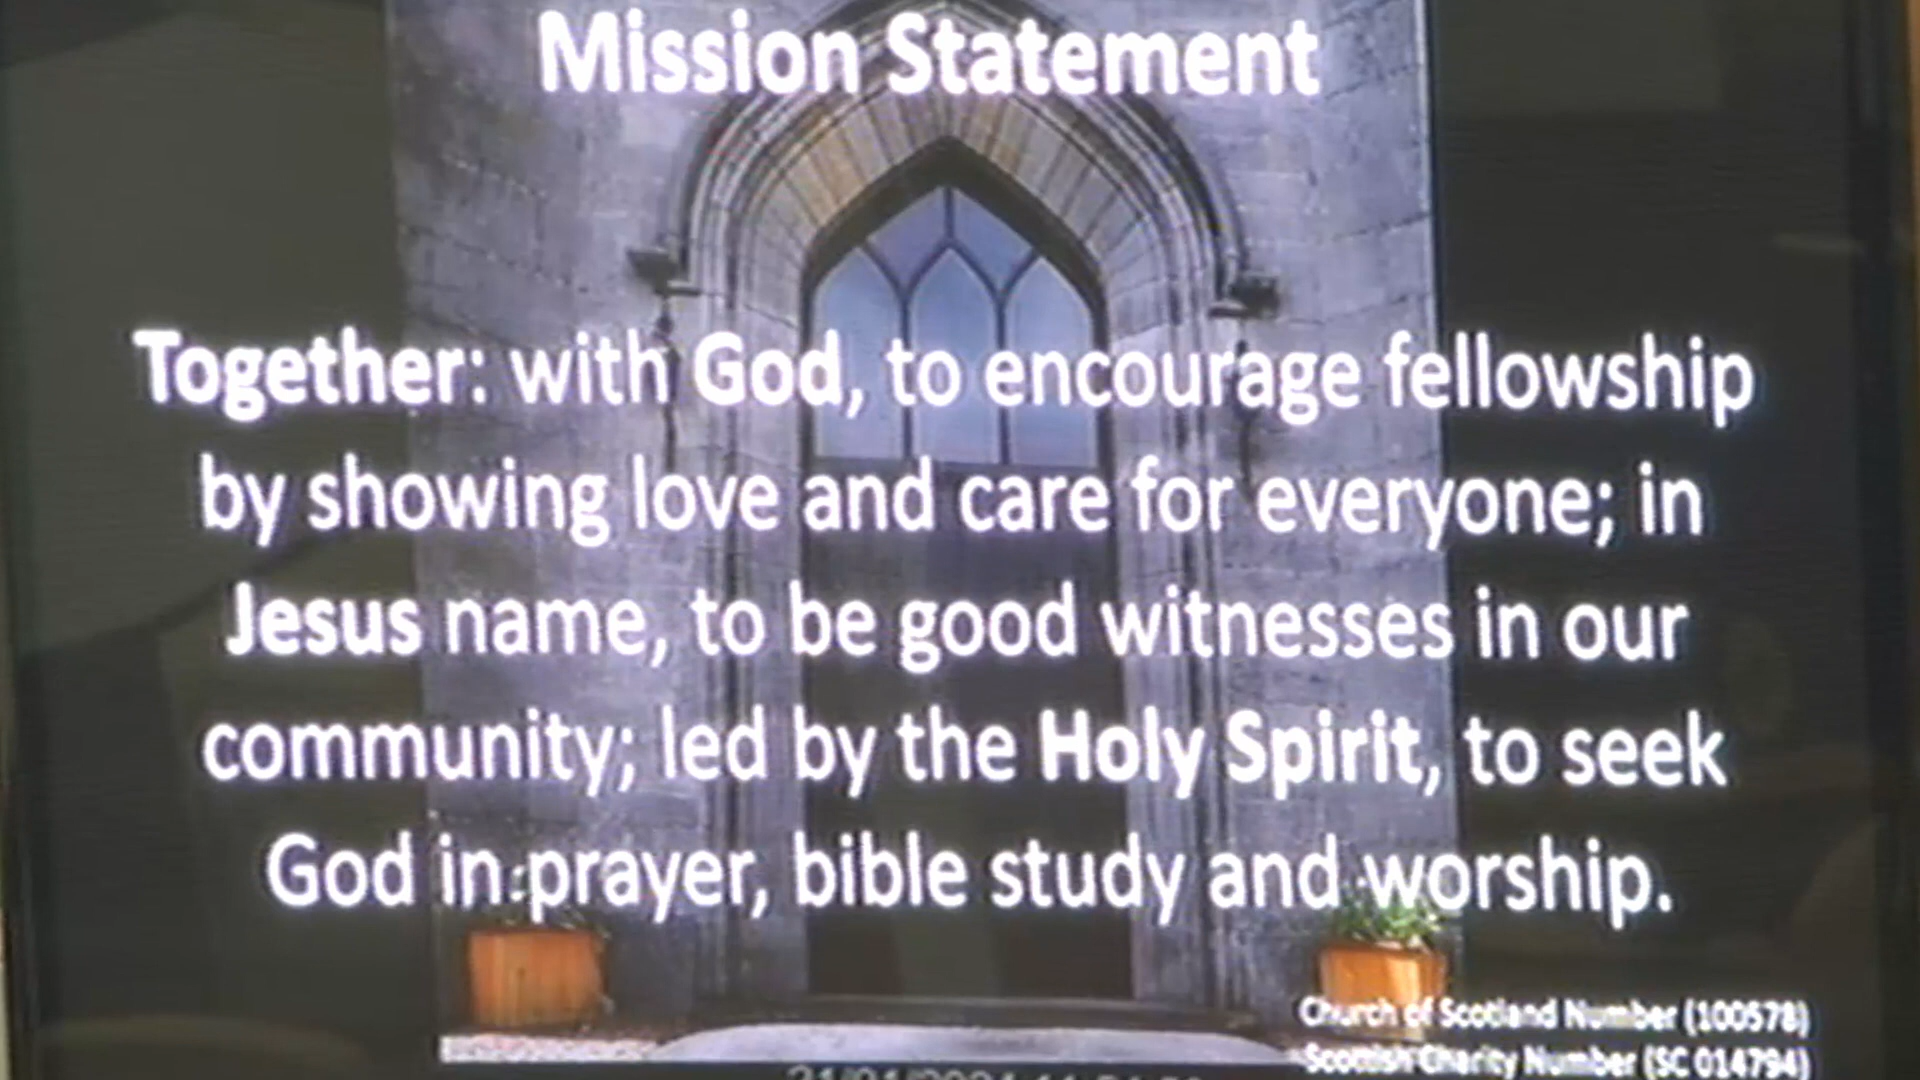 Mission Statement
Together: with God, to encourage fellowship
by showing love and care for everyone; in
Jesus name, to be good witnesses in our
community; led by the Holy Spirit, to seek
God in prayer, bible study and worship.
Church of Scotland Number (100578)
Scottish Charity Number (SC 014794)